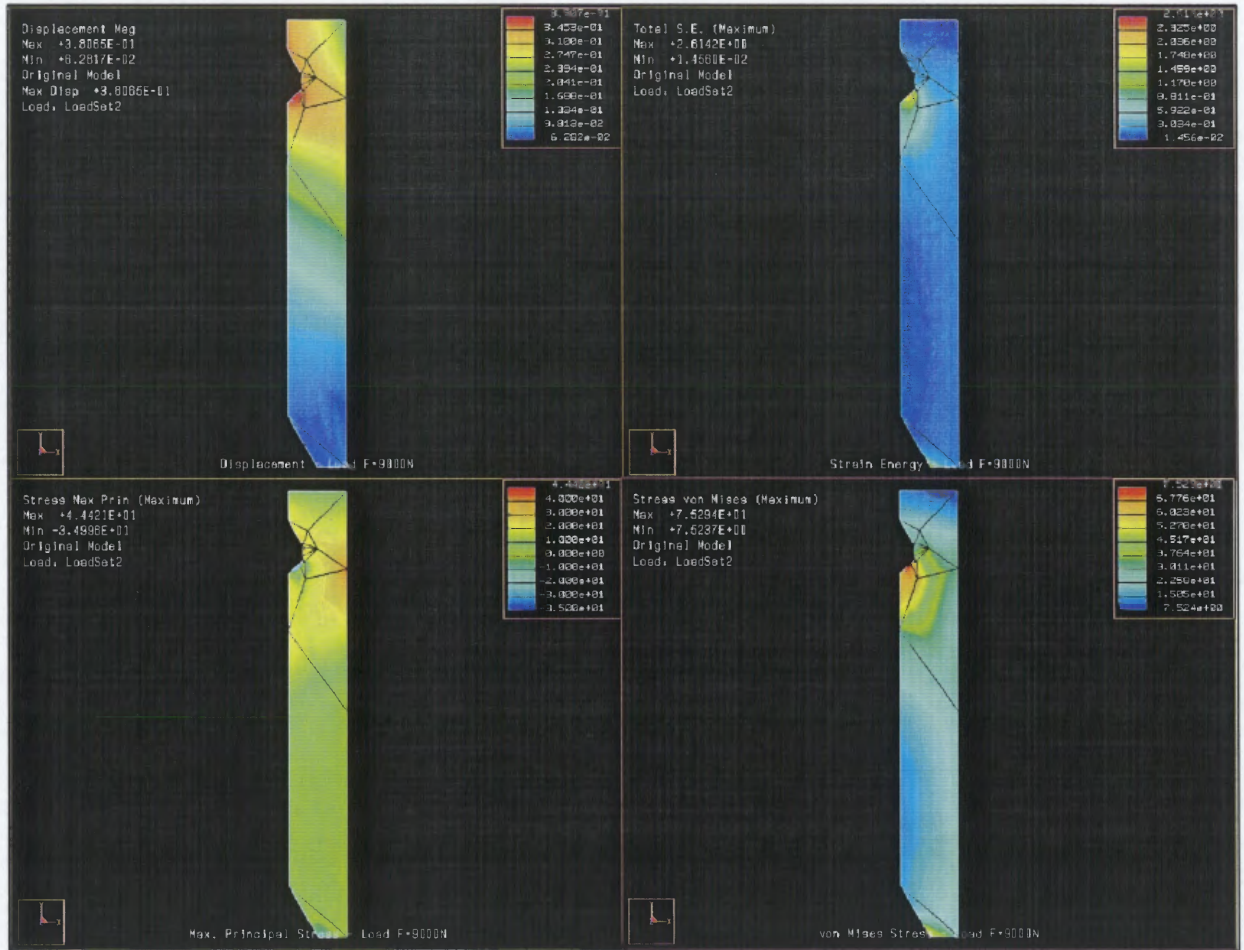 Displacement Mag
Max +3.8065E-01
Min +6.2817E-02
Original Model
Max Disp +3.8065E-01
Load: LoadSet2
3.453e-01
3.100e-01
2.747e-01
2.394e-01
2.041e-01
1.688e-01
1.334e-01
9.813e-02
6.282e-02
Displacement - Load F=9000N
Total S.E. (Maximum)
Max +2.6142E+00
Min +1.4560E-02
Original Model
Load: LoadSet2
2.325e+00
2.036e+00
1.748e+00
1.459e+00
1.170e+00
8.811e-01
5.922e-01
3.034e-01
1.456e-02
Strain Energy - Load F=9000N
Stress Max Prin (Maximum)
Max +4.4421E+01
Min -3.4998E+01
Original Model
Load: LoadSet2
4.000e+01
3.000e+01
2.000e+01
1.000e+01
0.000e+00
-1.000e+01
-2.000e+01
-3.000e+01
-3.500e+01
Max. Principal Stress - Load F=9000N
Stress von Mises (Maximum)
Max +7.5294E+01
Min +7.5237E+00
Original Model
Load: LoadSet2
6.776e+01
6.023e+01
5.270e+01
4.517e+01
3.764e+01
3.011e+01
2.258e+01
1.505e+01
7.524e+00
von Mises Stress - Load F=9000N
X
X
X
X